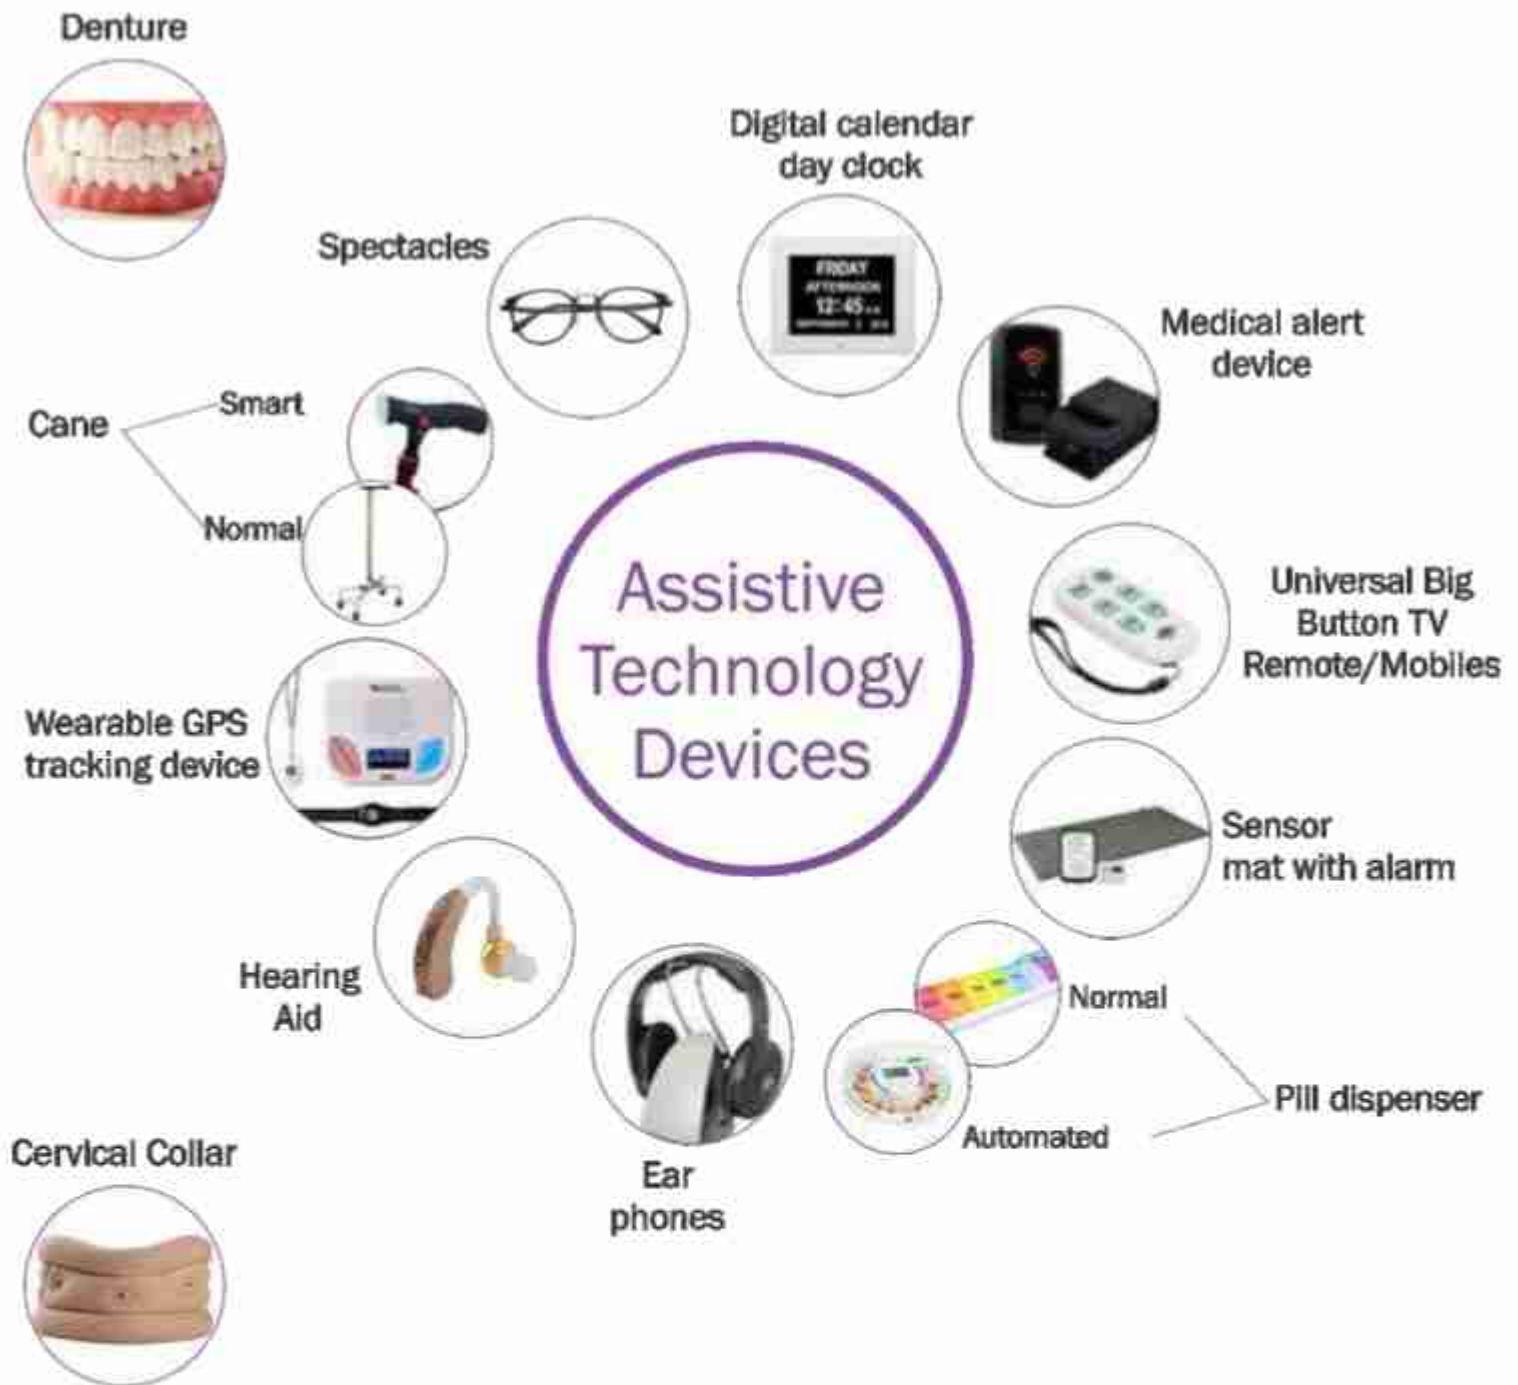 Denture
Digital calendar
day clock
Spectacles
FRIDAY
AFTERNOON
12:45
Medical alert
device
Smart
Cane
Normal
Assistive
Technology
Devices
Universal Big
Button TV
Remote/Mobiles
Wearable GPS
tracking device
Sensor
mat with alarm
Hearing
Aid
Normal
Pill dispenser
Automated
Ear
phones
Cervical Collar